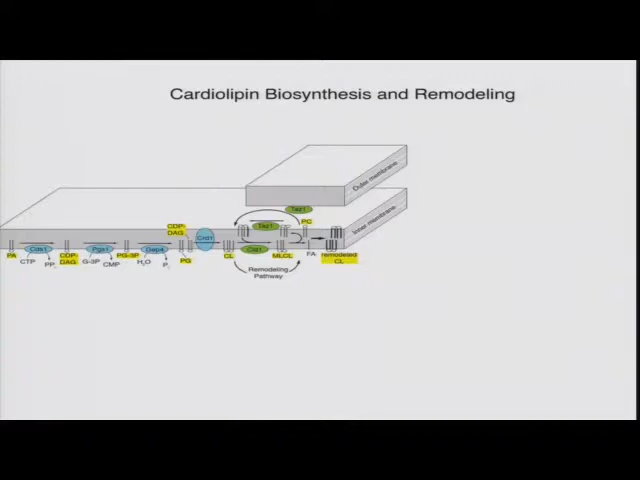 Cardiolipin Biosynthesis and Remodeling
Outer membrane
Taz1
Inner membrane
CDP-
DAG
Crd1
Taz1
PC
PA
Cds1
CTP
PPi
CDP-
DAG
Pgs1
G-3P
CMP
PG-3P
Gep4
H2O
Pi
PG
CL
Cld1
MLCL
FA
remodeled
CL
Remodeling
Pathway